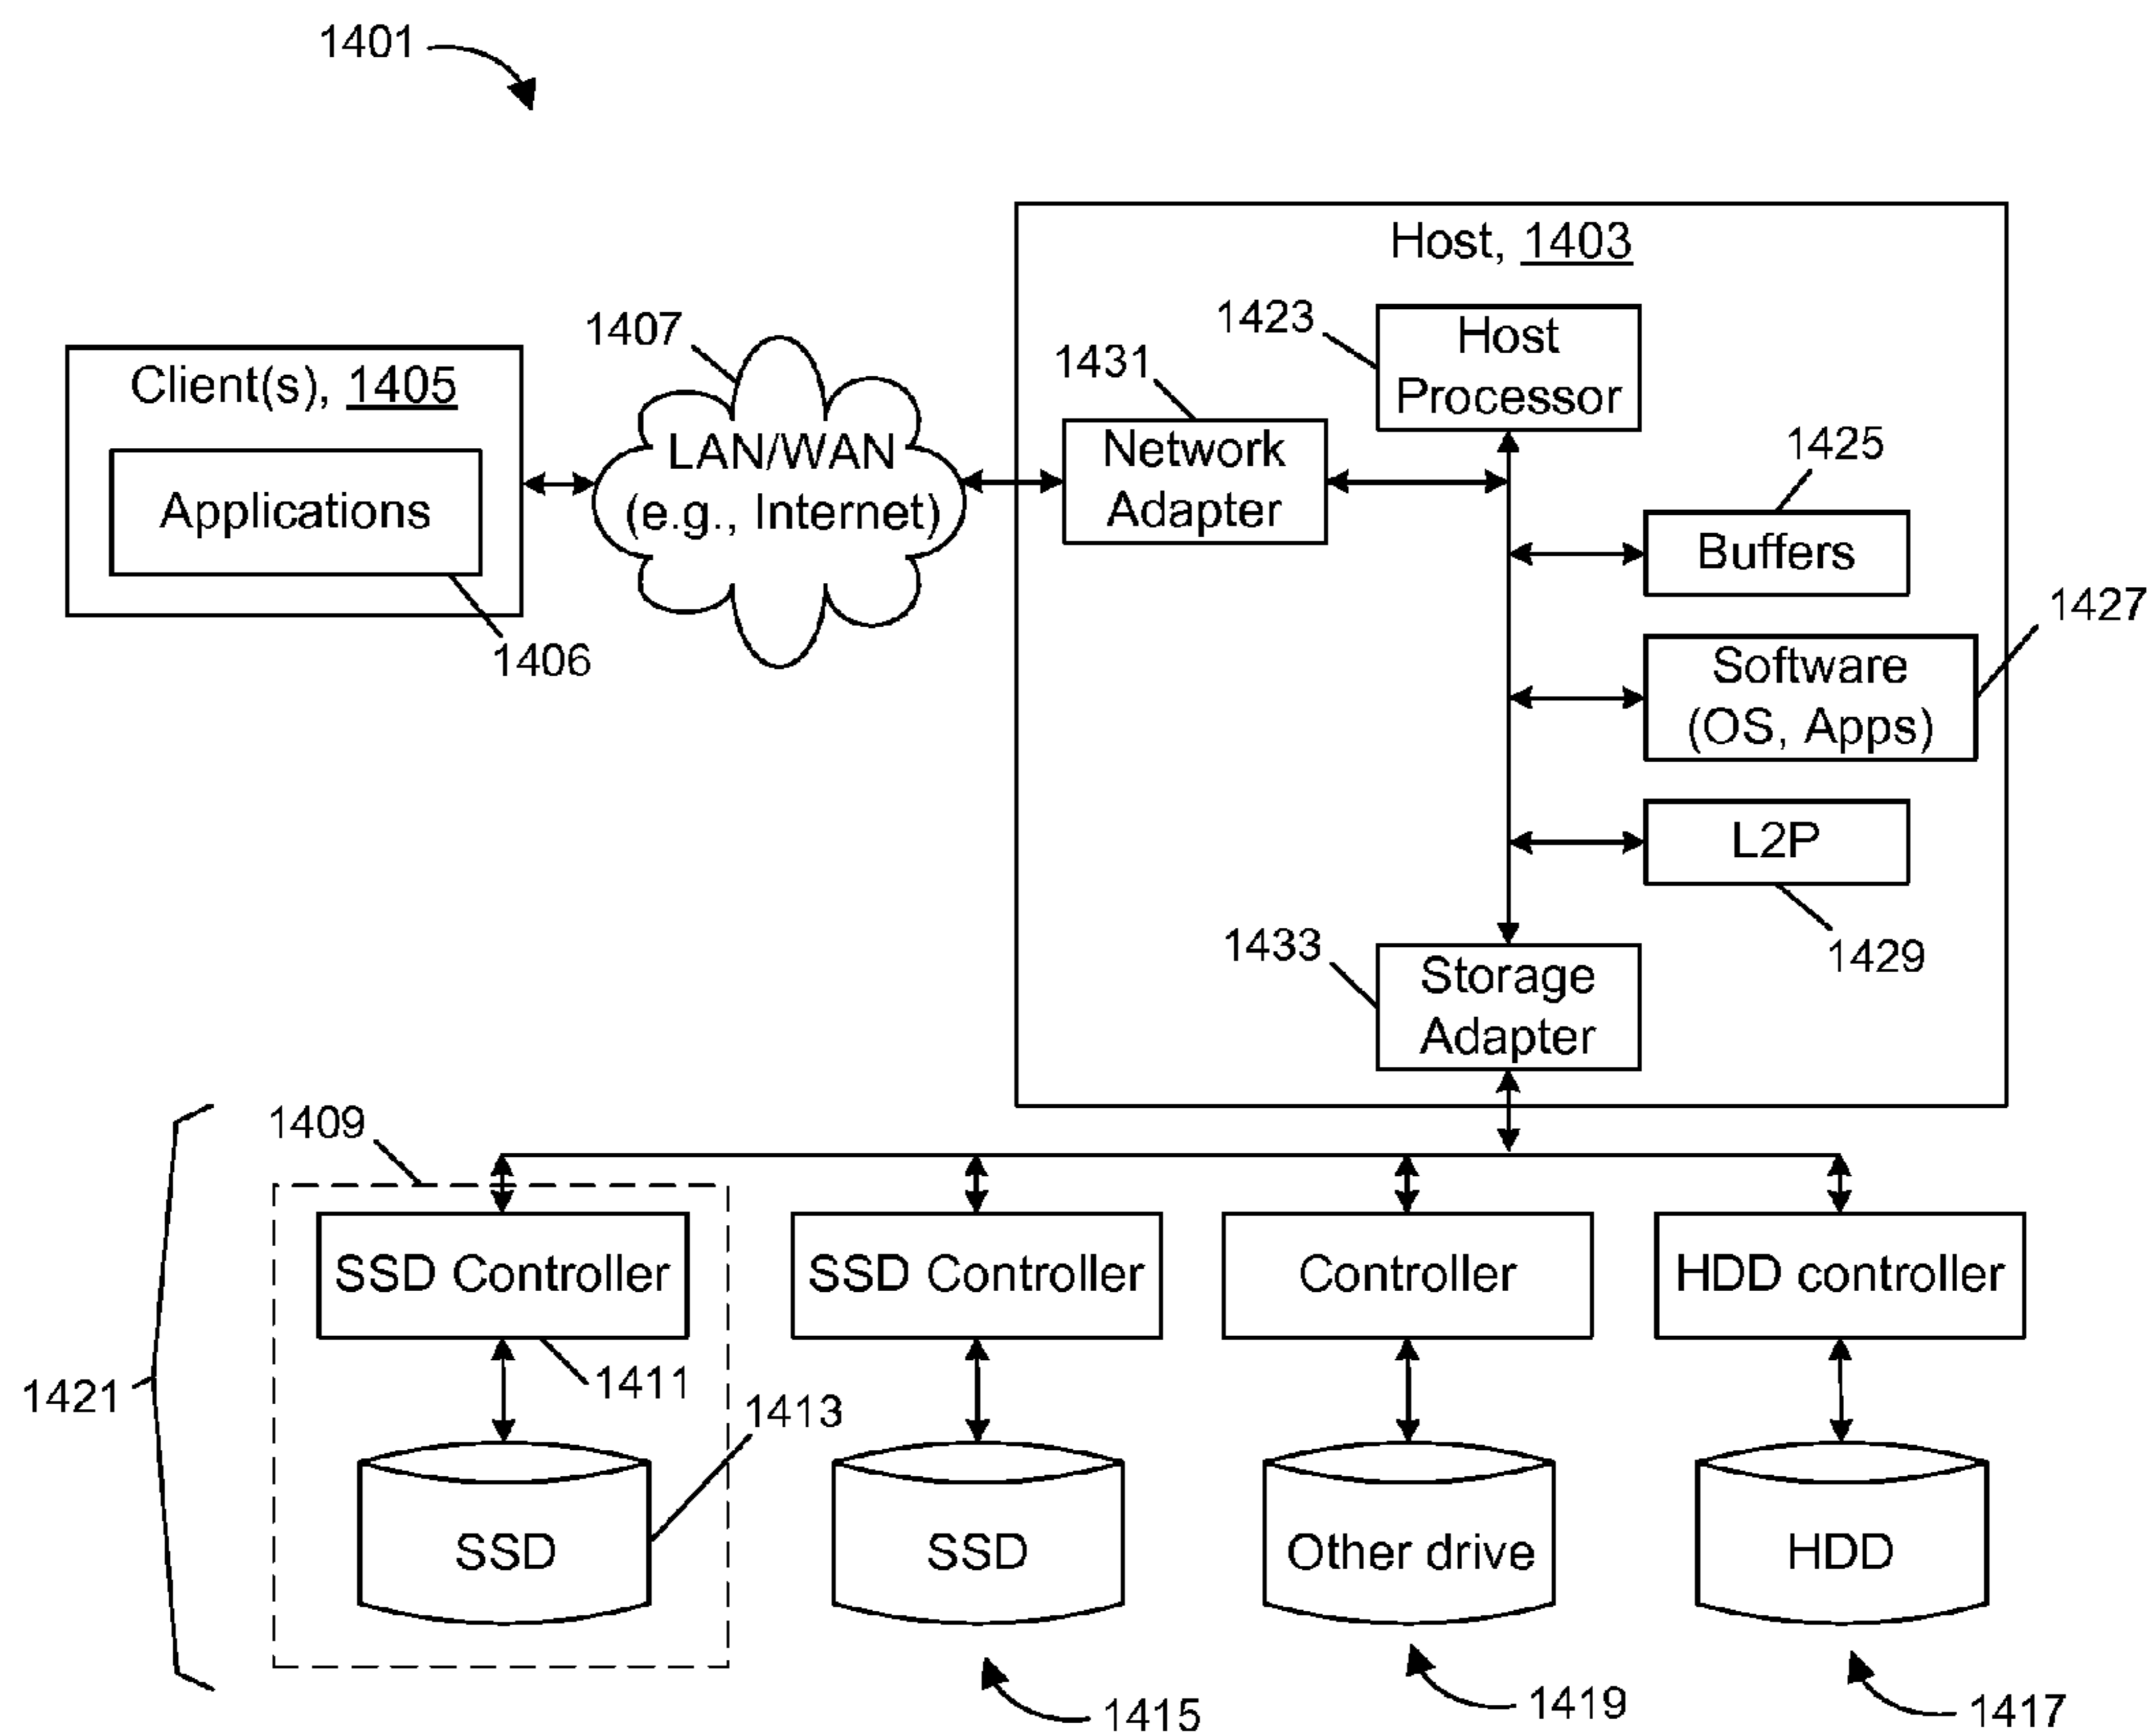 1401
Host, 1403
1423
Host
Processor
1407
1431
Client(s), 1405
Applications
1406
LAN/WAN
(e.g., Internet)
Network
Adapter
1425
Buffers
1427
Software
(OS, Apps)
L2P
1429
1433
Storage
Adapter
1409
SSD Controller
SSD Controller
Controller
HDD controller
1421
1411
1413
SSD
SSD
Other drive
HDD
1415
1419
1417